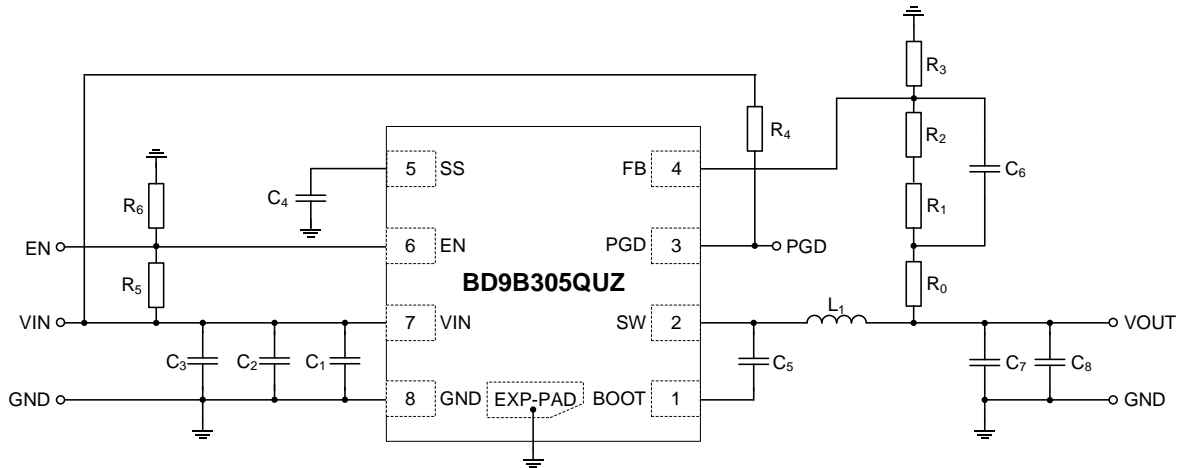 R3
R4
R2
5 SS
FB 4
C6
C4
R6
R1
EN
6 EN
PGD 3
PGD
BD9B305QUZ
R5
R0
L1
VIN
7 VIN
SW 2
VOUT
C3
C2
C1
C5
C7
C8
GND
8 GND
EXP-PAD
BOOT 1
GND